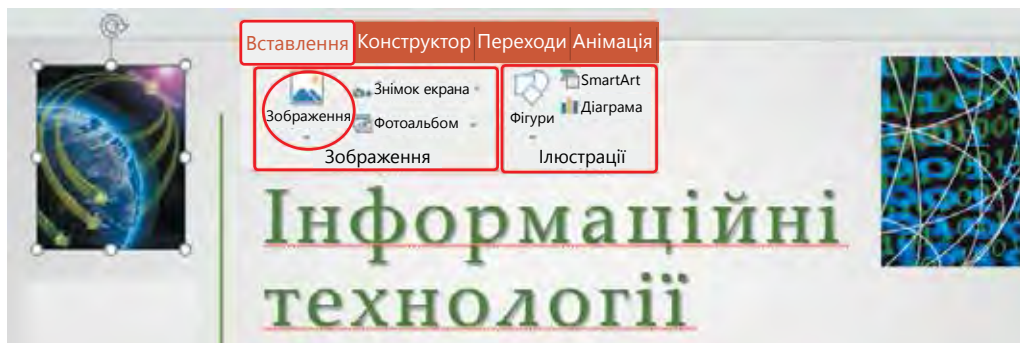 Вставлення Конструктор Переходи Анімація
Зображення
Знімок екрана
Фотоальбом
Зображення
Фігури
SmartArt
Діаграма
Ілюстрації
Інформаційні
технології